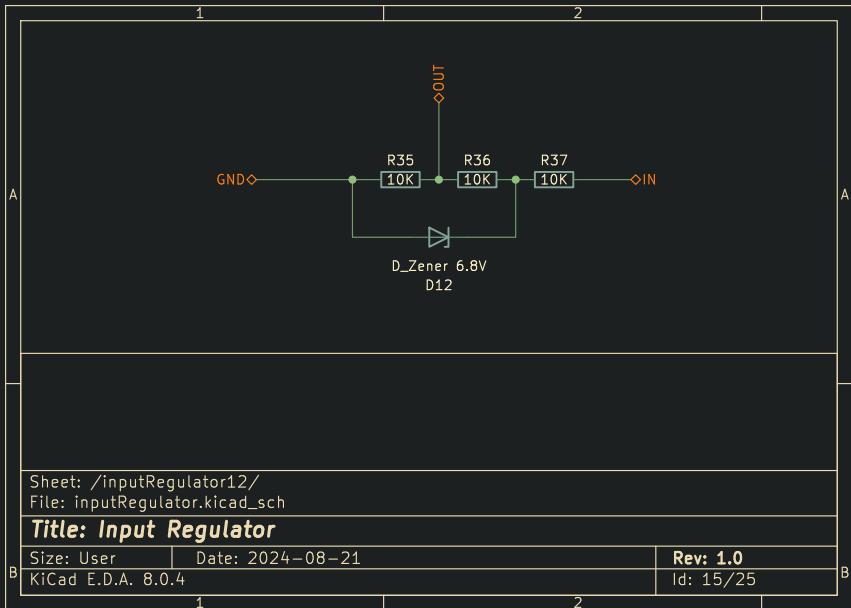 1 2
OUT
R35 R36 R37
GND 10K 10K 10K IN
A A
D_Zener 6.8V
D12
Sheet: /inputRegulator12/
File: inputRegulator.kicad_sch
Title: Input Regulator
Size: User Date: 2024-08-21 Rev: 1.0
B B
KiCad E.D.A. 8.0.4 Id: 15/25
1 2